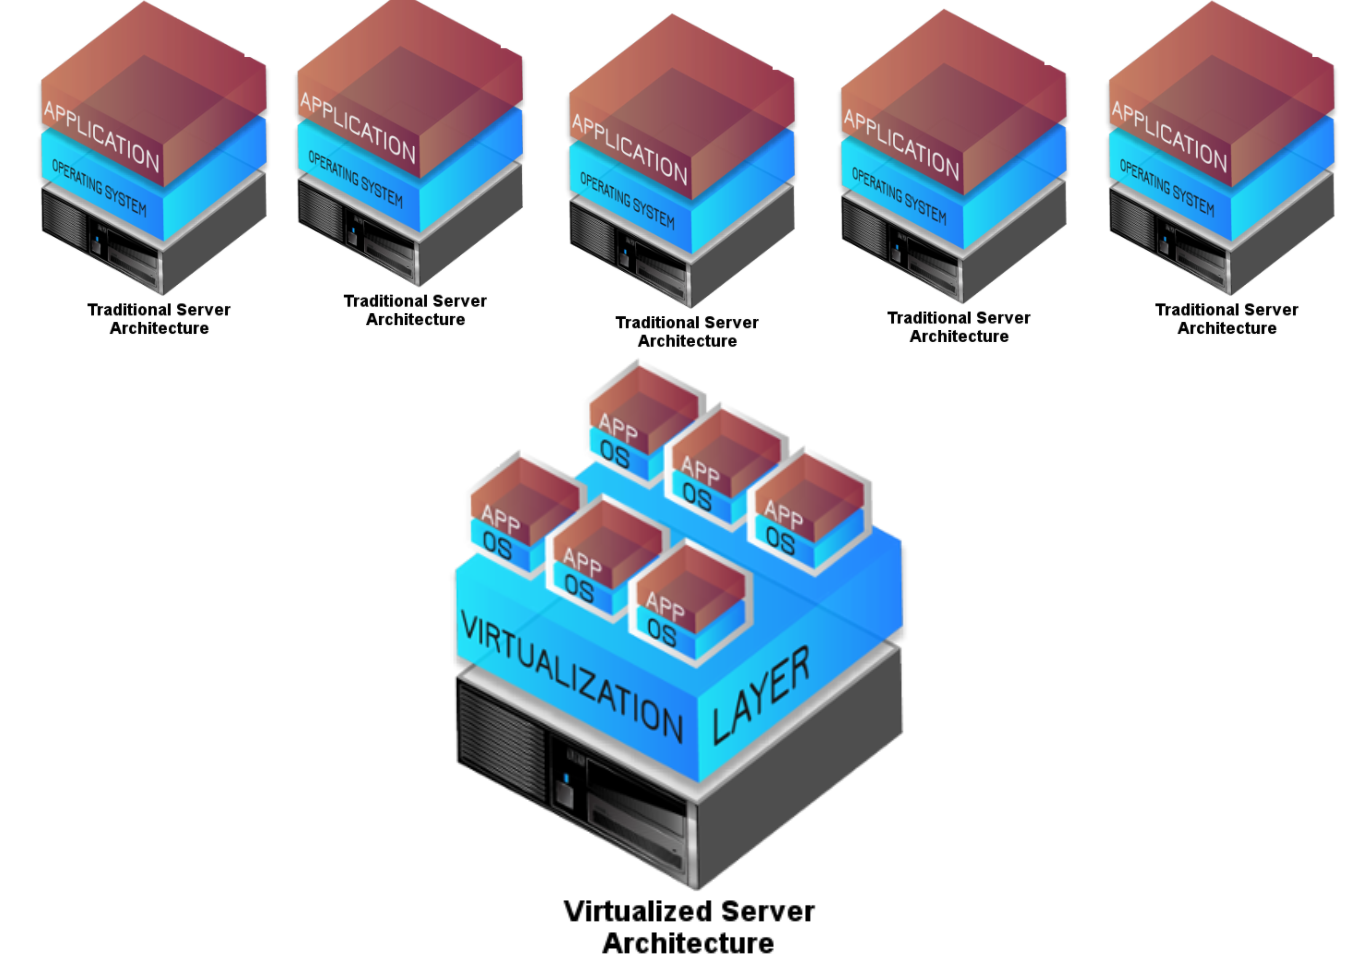 APPLICATION
OPERATING SYSTEM
Traditional Server
Architecture
APPLICATION
OPERATING SYSTEM
Traditional Server
Architecture
APPLICATION
OPERATING SYSTEM
Traditional Server
Architecture
APPLICATION
OPERATING SYSTEM
Traditional Server
Architecture
APPLICATION
OPERATING SYSTEM
Traditional Server
Architecture
APP
OS
APP
OS
APP
OS
APP
OS
APP
OS
APP
OS
VIRTUALIZATION LAYER
Virtualized Server
Architecture